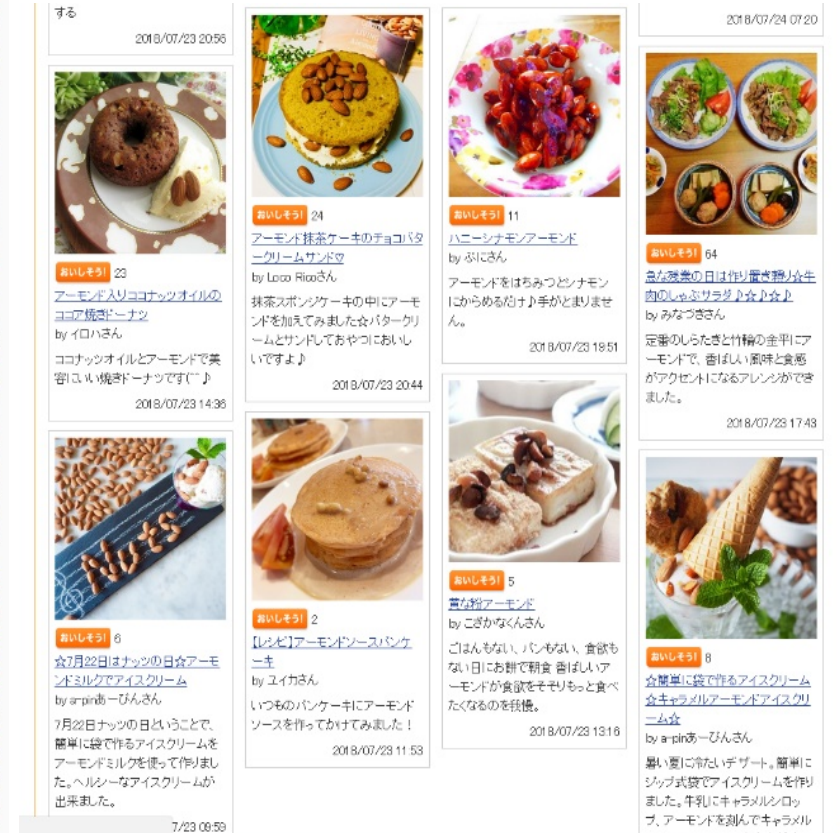 する
2018/07/23 20:56
おいしそう! 23
アーモンド入りココナッツオイルの
ココア焼きドーナツ
by イロハさん
ココナッツオイルとアーモンドで美
容にいい焼きドーナツです(^^♪
2018/07/23 14:36
おいしそう! 6
☆7月22日はナッツの日☆アーモ
ンドミルクでアイスクリーム
by a-pinあーぴんさん
7月22日ナッツの日ということで、
簡単に袋で作るアイスクリームを
アーモンドミルクを使って作りまし
た。ヘルシーなアイスクリームが
出来ました。
7/23 09:59
おいしそう! 24
アーモンド抹茶ケーキのチョコバタ
ークリームサンド♡
by Loco Ricoさん
抹茶スポンジケーキの中にアーモ
ンドを加えてみました☆バタークリ
ームとサンドしておやつにおいし
いですよ♪
2018/07/23 20:44
おいしそう! 2
【レシピ】アーモンドソースパンケ
ーキ
by ユイカさん
いつものパンケーキにアーモンド
ソースを作ってかけてみました!
2018/07/23 11:53
おいしそう! 11
ハニーシナモンアーモンド
by ぷにさん
アーモンドをはちみつとシナモン
にからめるだけ♪手がとまりませ
ん。
2018/07/23 19:51
おいしそう! 5
黄な粉アーモンド
by こざかなくんさん
ごはんもない、パンもない、食欲も
ない日にお餅で朝食 香ばしいア
ーモンドが食欲をそそりもっと食べ
たくなるのを我慢。
2018/07/23 13:16
2018/07/24 07:20
おいしそう! 64
急な残業の日は作り置き頼り☆牛
肉のしゃぶサラダ♪☆♪☆♪
by みなづきさん
定番のしらたきと竹輪の金平にア
ーモンドで、香ばしい風味と食感
がアクセントになるアレンジができ
ました。
2018/07/23 17:43
おいしそう! 8
☆簡単に袋で作るアイスクリーム
☆キャラメルアーモンドアイスクリ
ーム☆
by a-pinあーぴんさん
暑い夏に冷たいデザート。簡単に
ジップ式袋でアイスクリームを作り
ました。牛乳にキャラメルシロッ
プ、アーモンドを刻んでキャラメル
Nuts